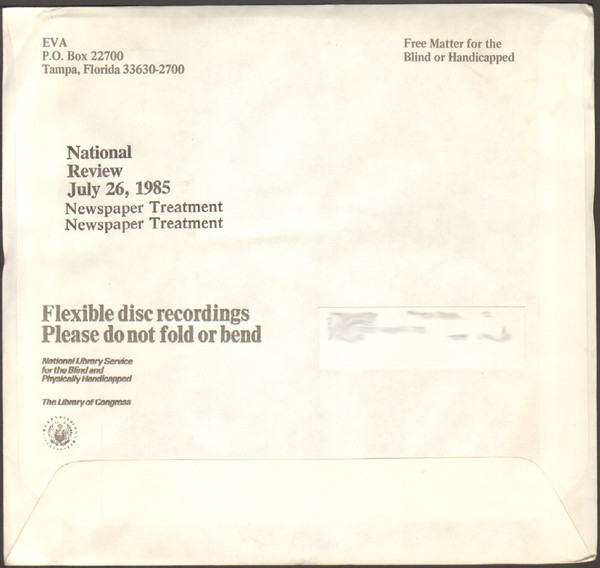 EVA
P.O. Box 22700
Tampa, Florida 33630-2700
Free Matter for the
Blind or Handicapped
National
Review
July 26, 1985
Newspaper Treatment
Newspaper Treatment
Flexible disc recordings
Please do not fold or bend
National Library Service
for the Blind and
Physically Handicapped
The Library of Congress